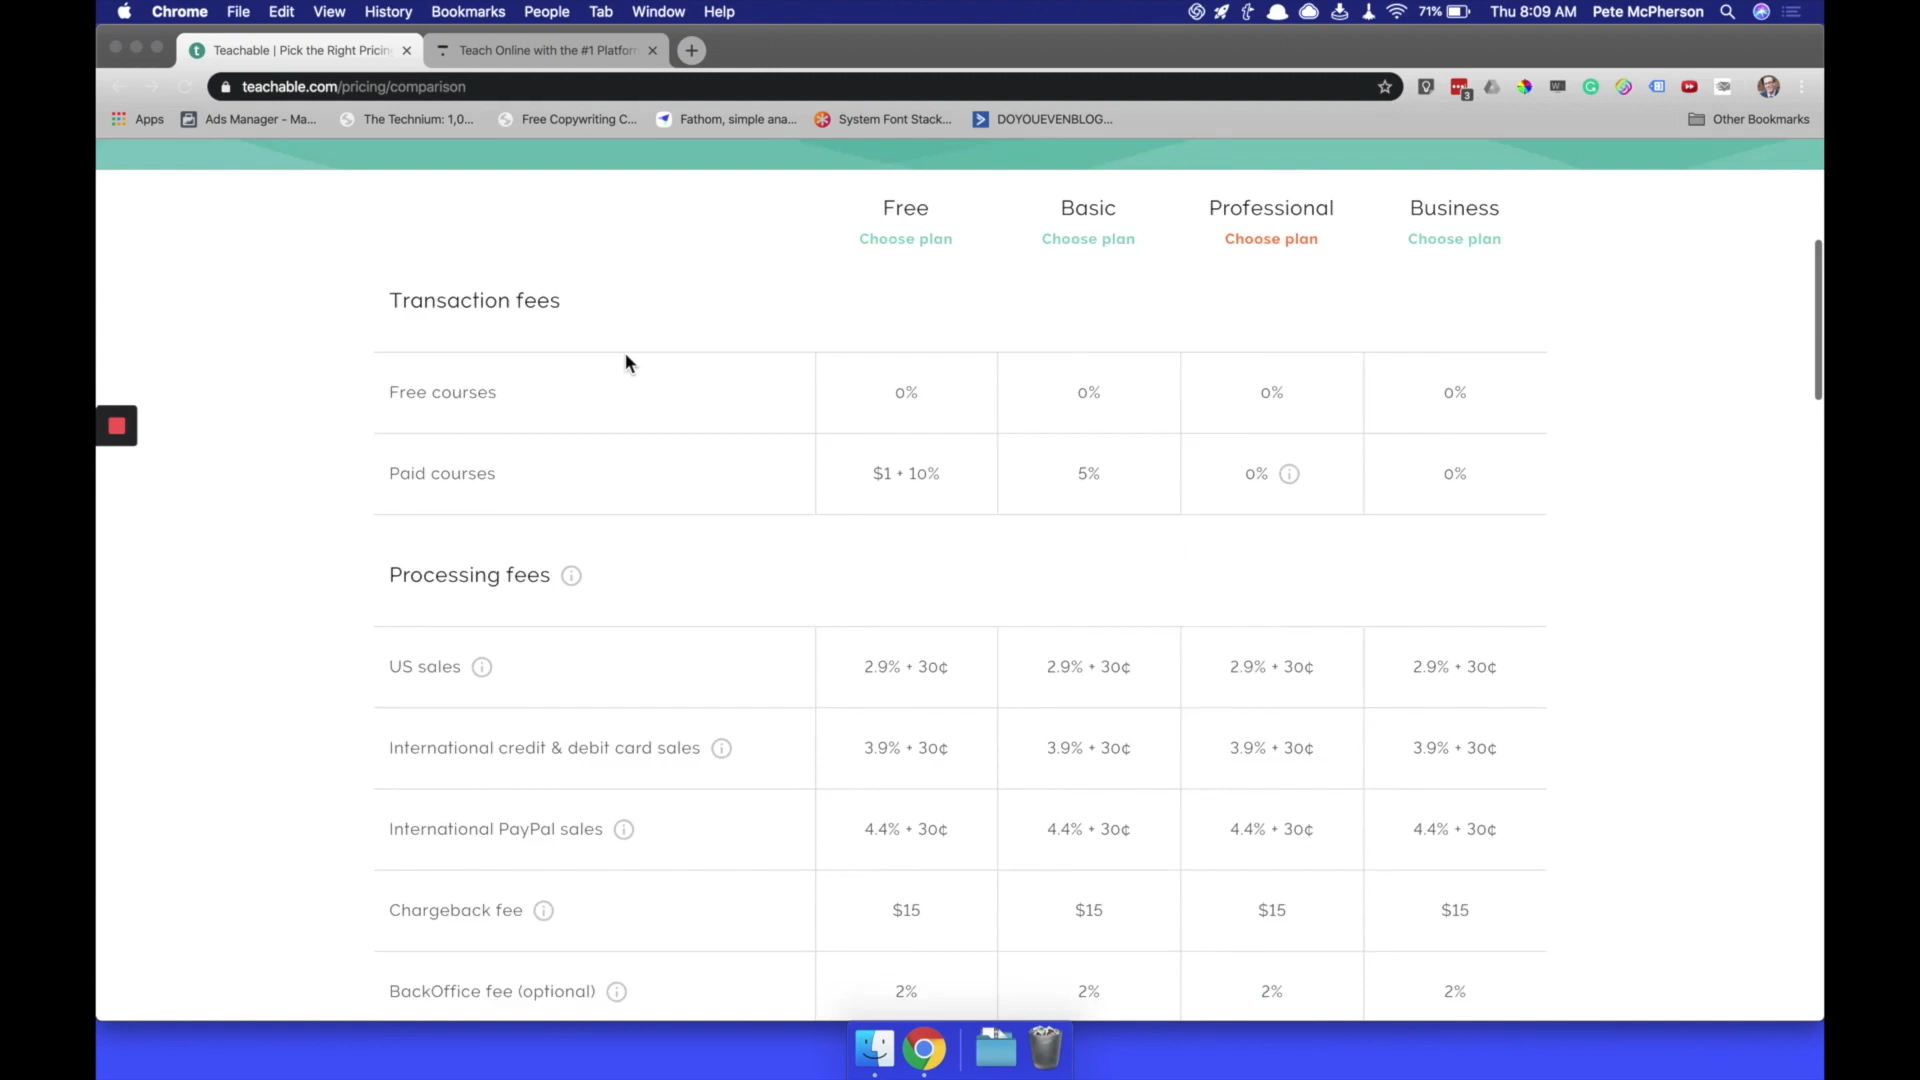 Chrome File Edit View History Bookmarks People Tab Window Help 71% Thu 8:09 AM Pete McPherson
Teachable | Pick the Right Pricin Teach Online with the #1 Platfor
teachable.com/pricing/comparison 3
Apps Ads Manager - Ma... The Technium: 1,0... Free Copywriting C... Fathom, simple ana... System Font Stack... DOYOUEVENBLOG... Other Bookmarks
Free Basic Professional Business
Choose plan Choose plan Choose plan Choose plan
Transaction fees
Free courses 0% 0% 0% 0%
Paid courses $1 + 10% 5% 0% 0%
Processing fees
US sales 2.9% + 30¢ 2.9% + 30¢ 2.9% + 30¢ 2.9% + 30¢
International credit & debit card sales 3.9% + 30¢ 3.9% + 30¢ 3.9% + 30¢ 3.9% + 30¢
International PayPal sales 4.4% + 30¢ 4.4% + 30¢ 4.4% + 30¢ 4.4% + 30¢
Chargeback fee $15 $15 $15 $15
BackOffice fee (optional) 2% 2% 2% 2%